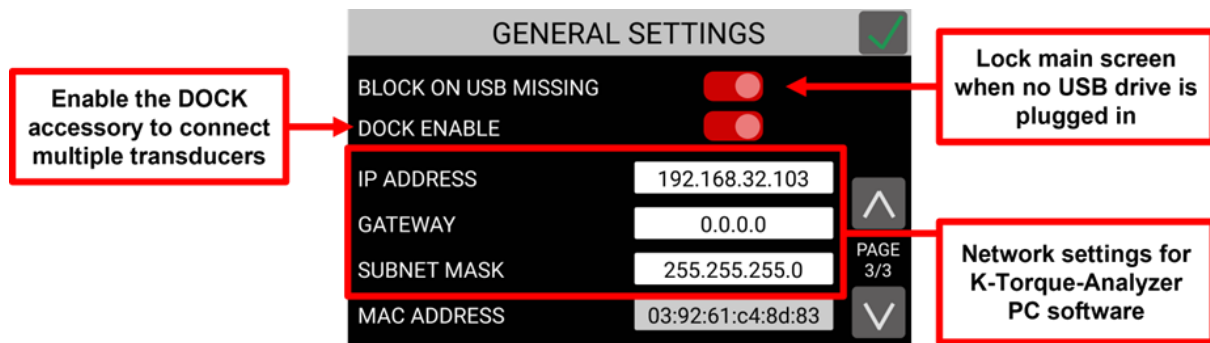 GENERAL SETTINGS
BLOCK ON USB MISSING
Lock main screen
when no USB drive is
plugged in
Enable the DOCK
accessory to connect
multiple transducers
DOCK ENABLE
IP ADDRESS 192.168.32.103
GATEWAY 0.0.0.0
SUBNET MASK 255.255.255.0
PAGE
3/3
Network settings for
K-Torque-Analyzer
PC software
MAC ADDRESS 03:92:61:c4:8d:83